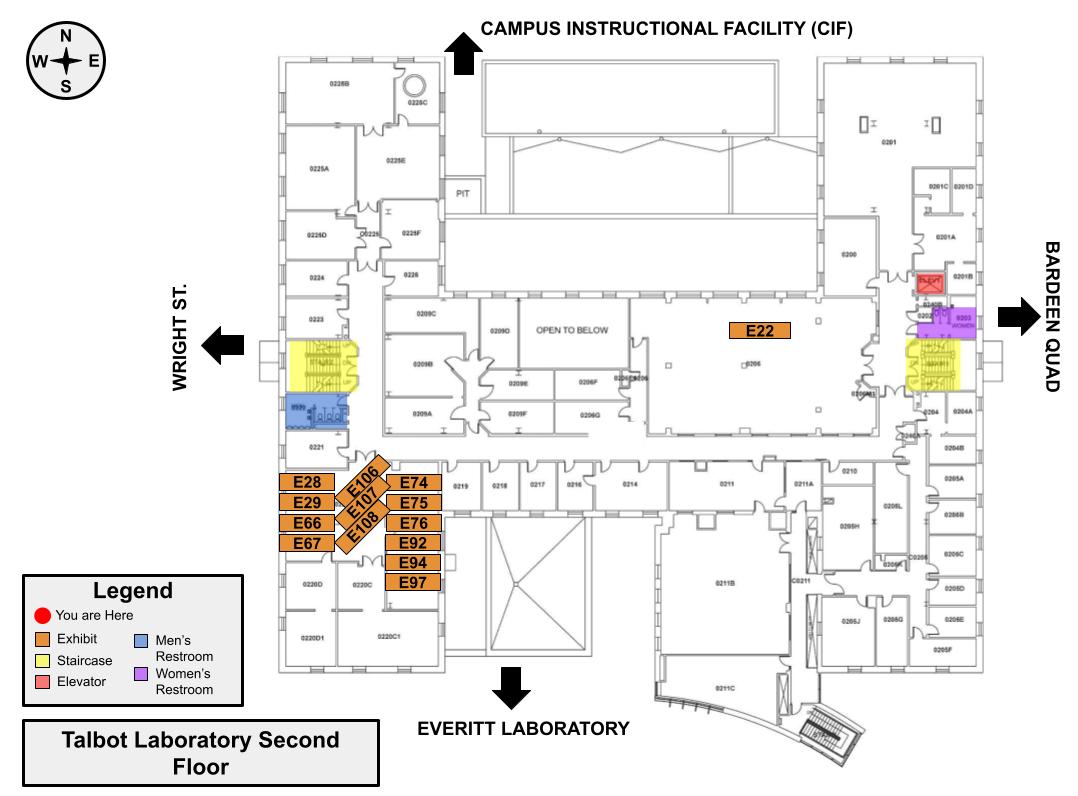 CAMPUS INSTRUCTIONAL FACILITY (CIF)
N
W E
S
WRIGHT ST.
BARDEEN QUAD
EVERITT LABORATORY
PIT
OPEN TO BELOW
0225B
0225C
0225A
0225E
0225D
0225F
0224
0226
0223
0221
0209C
0209D
0209B
0209E
0206F
0209A
0209F
0206G
0206
E22
0201
0201C
0201D
0201A
0201B
0200
0202
0203
WOMEN
0204
0204A
0204B
0205A
0205B
0205C
0205D
0205E
0205F
0205G
0205J
0205H
0205L
C0205
0210
0211A
0211
0214
0216
0217
0218
0219
0211B
C0211
0211C
0220D
0220C
0220D1
0220C1
E28
E29
E66
E67
E106
E107
E108
E74
E75
E76
E92
E94
E97
Legend
You are Here
Exhibit
Staircase
Elevator
Men's
Restroom
Women's
Restroom
Talbot Laboratory Second
Floor